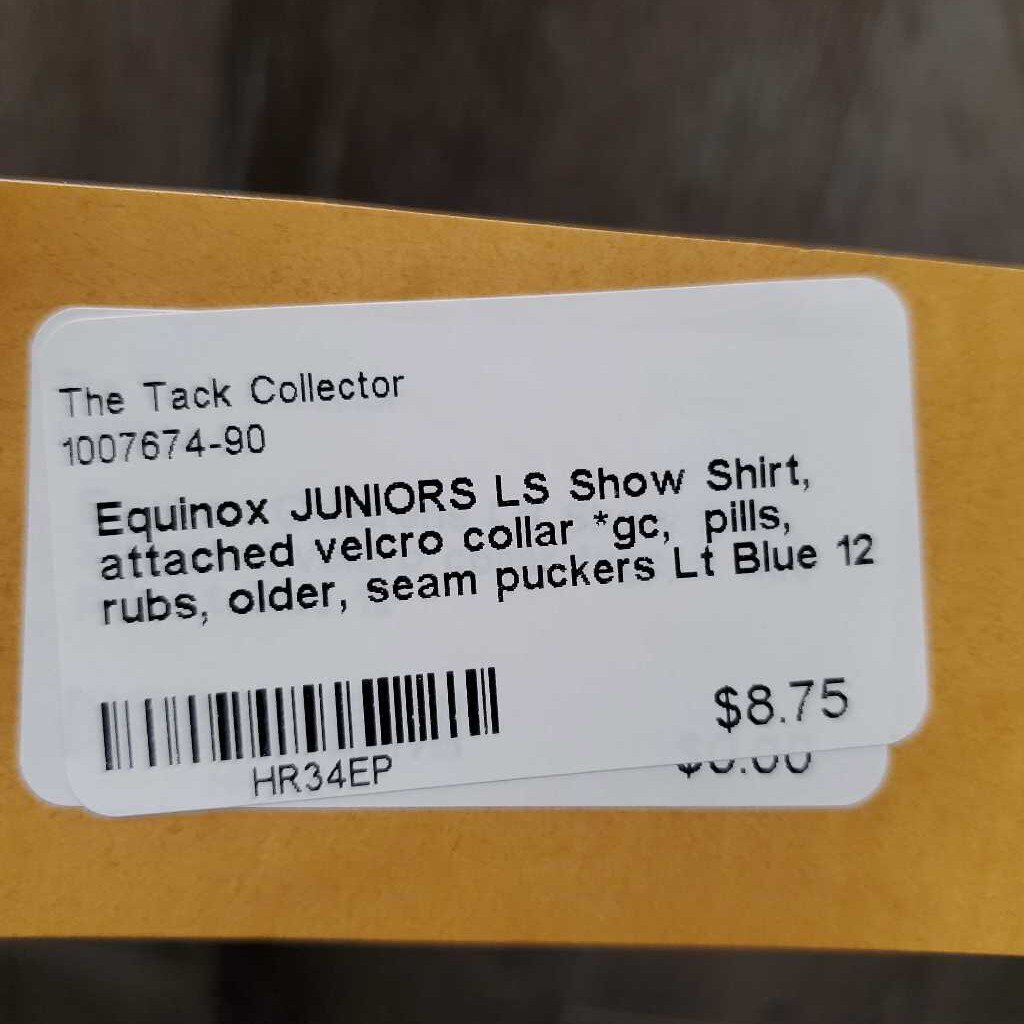 The Tack Collector
1007674-90
Equinox JUNIORS LS Show Shirt,
attached velcro collar *gc, pills,
rubs, older, seam puckers Lt Blue 12
$8.75
HR34EP